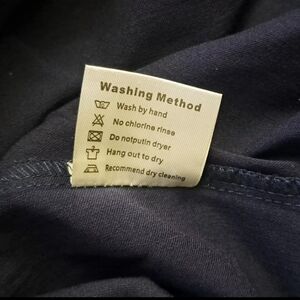 Washing Method
Wash by hand
No chlorine rinse
Do notputin dryer
Hang out to dry
Recommend dry cleaning